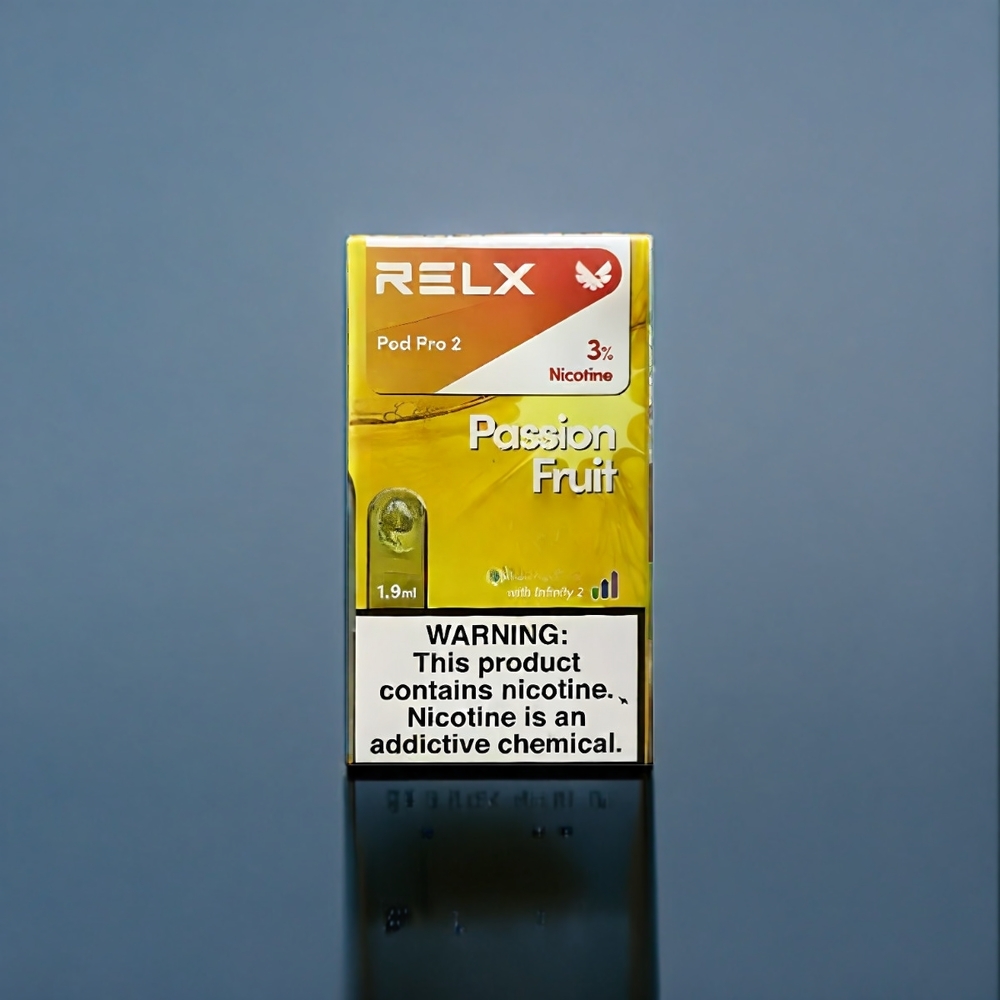 RELX
Pod Pro 2
3%
Nicotine
Passion
Fruit
1.9ml
with Infinity 2
WARNING:
This product
contains nicotine.
Nicotine is an
addictive chemical.